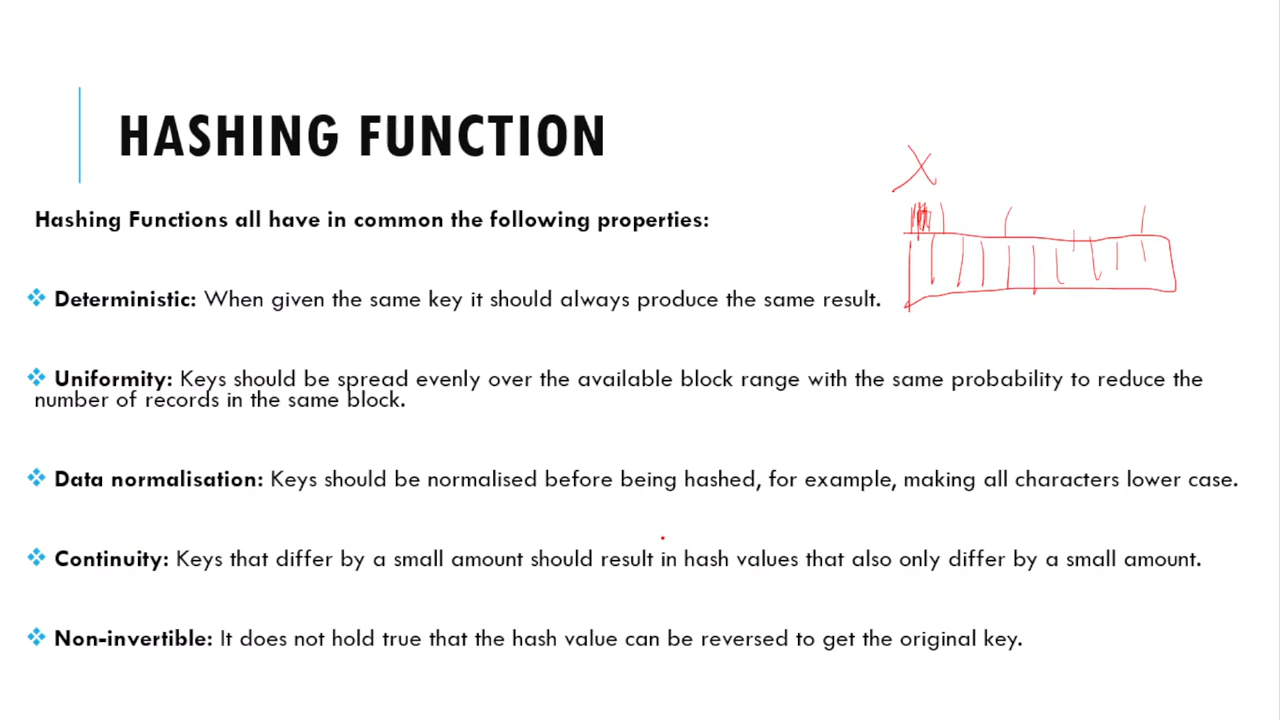 HASHING FUNCTION
Hashing Functions all have in common the following properties:
❖ Deterministic: When given the same key it should always produce the same result.
❖ Uniformity: Keys should be spread evenly over the available block range with the same probability to reduce the
number of records in the same block.
❖ Data normalisation: Keys should be normalised before being hashed, for example, making all characters lower case.
❖ Continuity: Keys that differ by a small amount should result in hash values that also only differ by a small amount.
❖ Non-invertible: It does not hold true that the hash value can be reversed to get the original key.